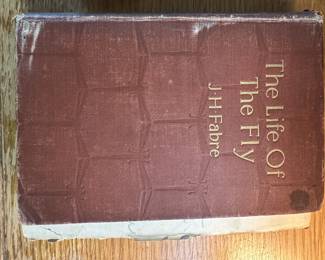 The Life Of
The Fly
J·H·Fabre